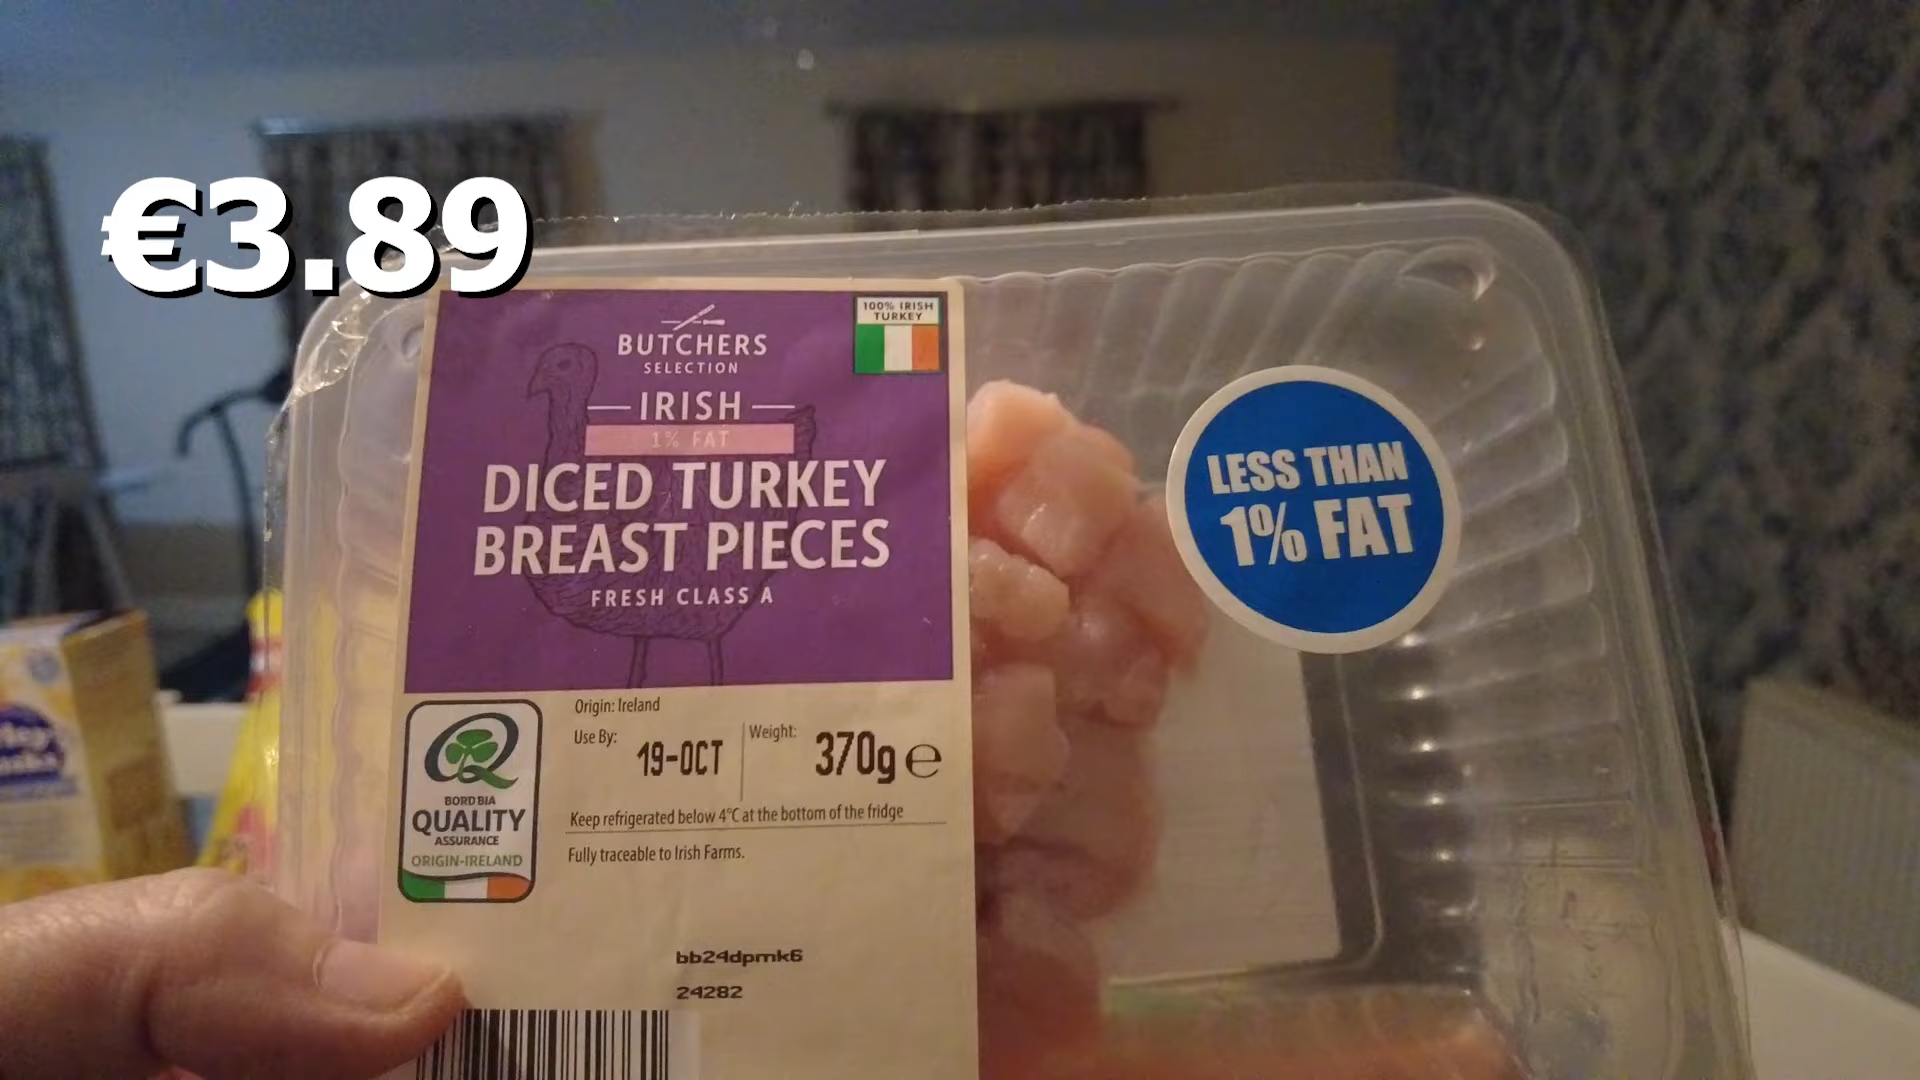 €3.89
BUTCHERS
SELECTION
100% IRISH
TURKEY
IRISH
1% FAT
DICED TURKEY
BREAST PIECES
FRESH CLASS A
LESS THAN
1% FAT
BORD BIA
QUALITY
ASSURANCE
ORIGIN-IRELAND
Origin: Ireland
Use By: 19-OCT
Weight: 370g e
Keep refrigerated below 4°C at the bottom of the fridge
Fully traceable to Irish Farms.
bb24dpmk6
24282